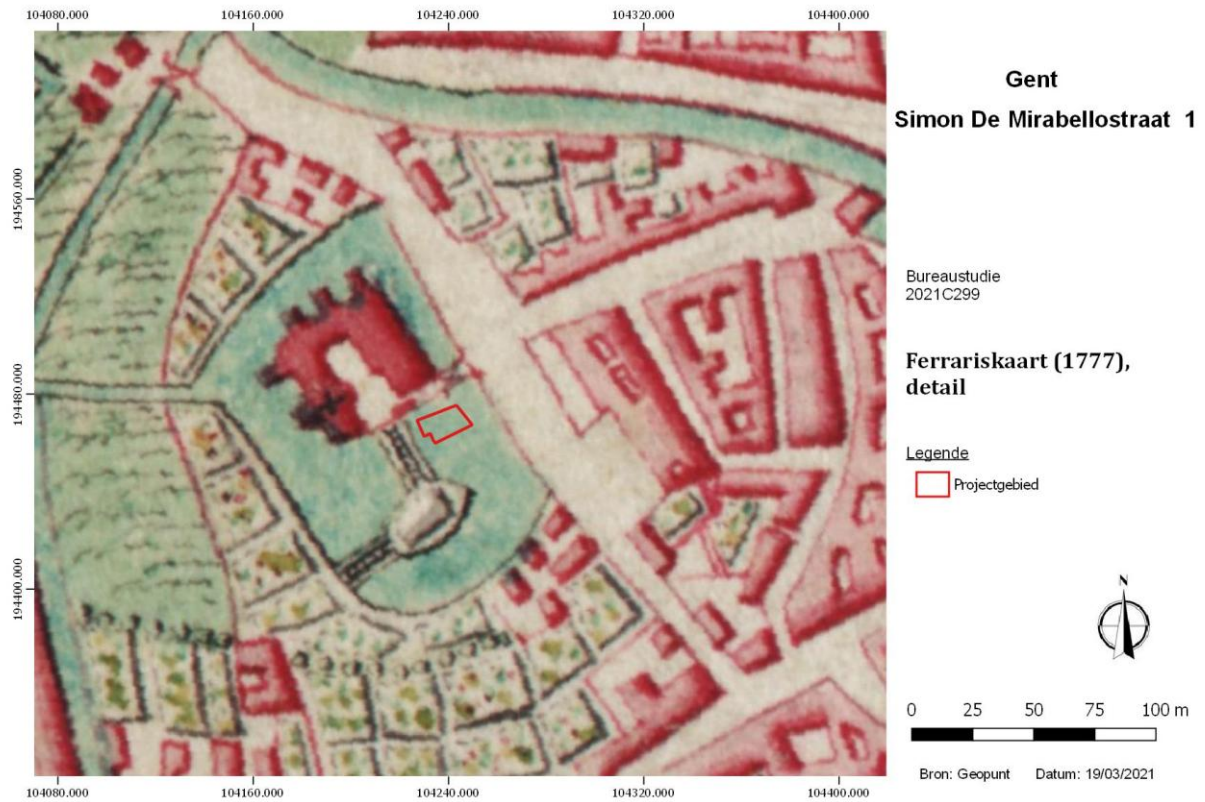 104080.000 104160.000 104240.000 104320.000 104400.000
Gent
Simon De Mirabellostraat 1
194560.000
Bureaustudie
2021C299
Ferrariskaart (1777),
detail
194480.000
Legende
Projectgebied
194400.000
N
0 25 50 75 100 m
Bron: Geopunt Datum: 19/03/2021
104080.000 104160.000 104240.000 104320.000 104400.000